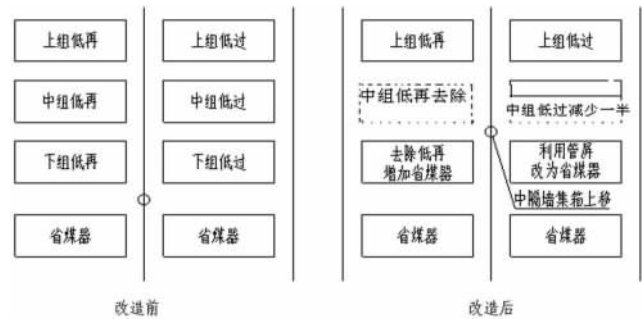 上组低再
上组低过
中组低再
中组低过
下组低再
下组低过
省煤器
省煤器
改造前
上组低再
上组低过
中组低再去除
中组低过减少一半
去除低再
增加省煤器
利用管屏
改为省煤器
中隔墙集箱上移
省煤器
省煤器
改造后